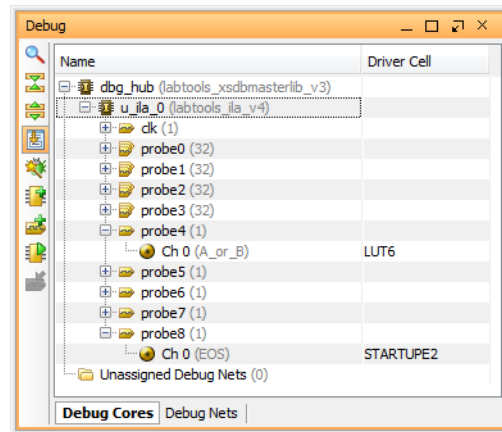 Debug
Name Driver Cell
dbg_hub (labtools_xsdbmasterlib_v3)
u_ila_0 (labtools_ila_v4)
clk (1)
probe0 (32)
probe1 (32)
probe2 (32)
probe3 (32)
probe4 (1)
Ch 0 (A_or_B) LUT6
probe5 (1)
probe6 (1)
probe7 (1)
probe8 (1)
Ch 0 (EOS) STARTUPE2
Unassigned Debug Nets (0)
Debug Cores Debug Nets